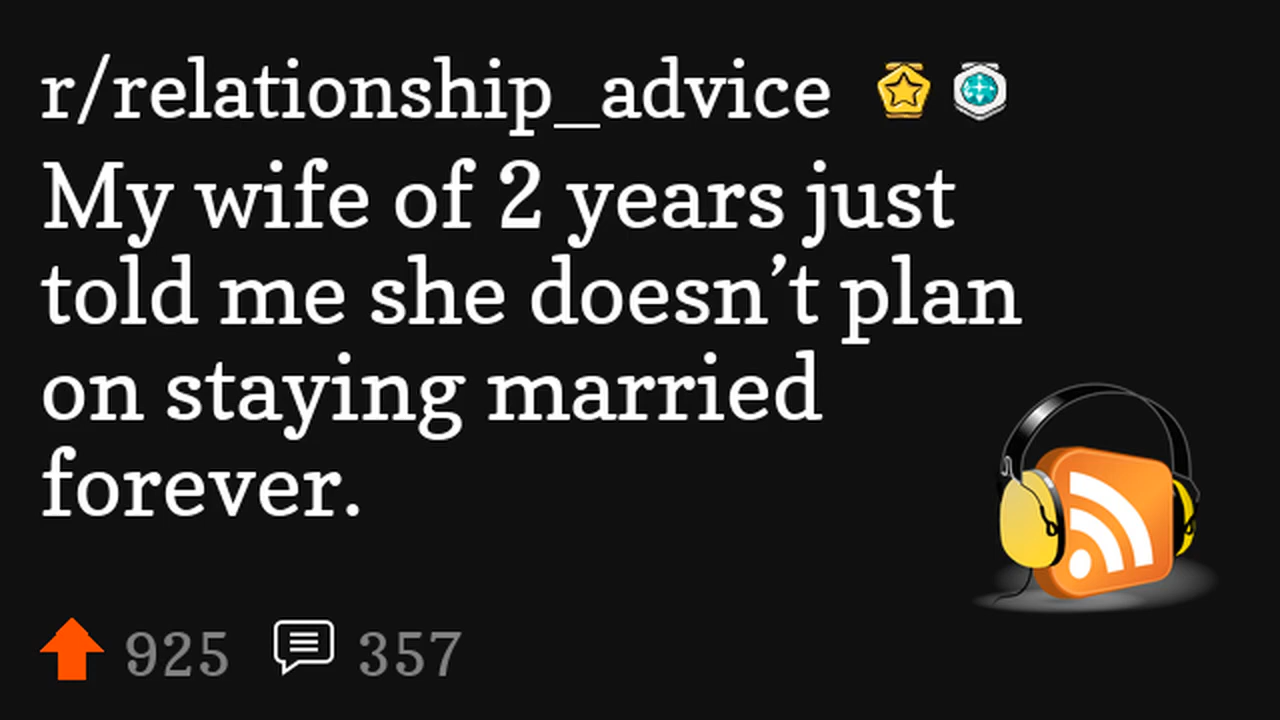 r/relationship_advice
My wife of 2 years just
told me she doesn’t plan
on staying married
forever.
925 357